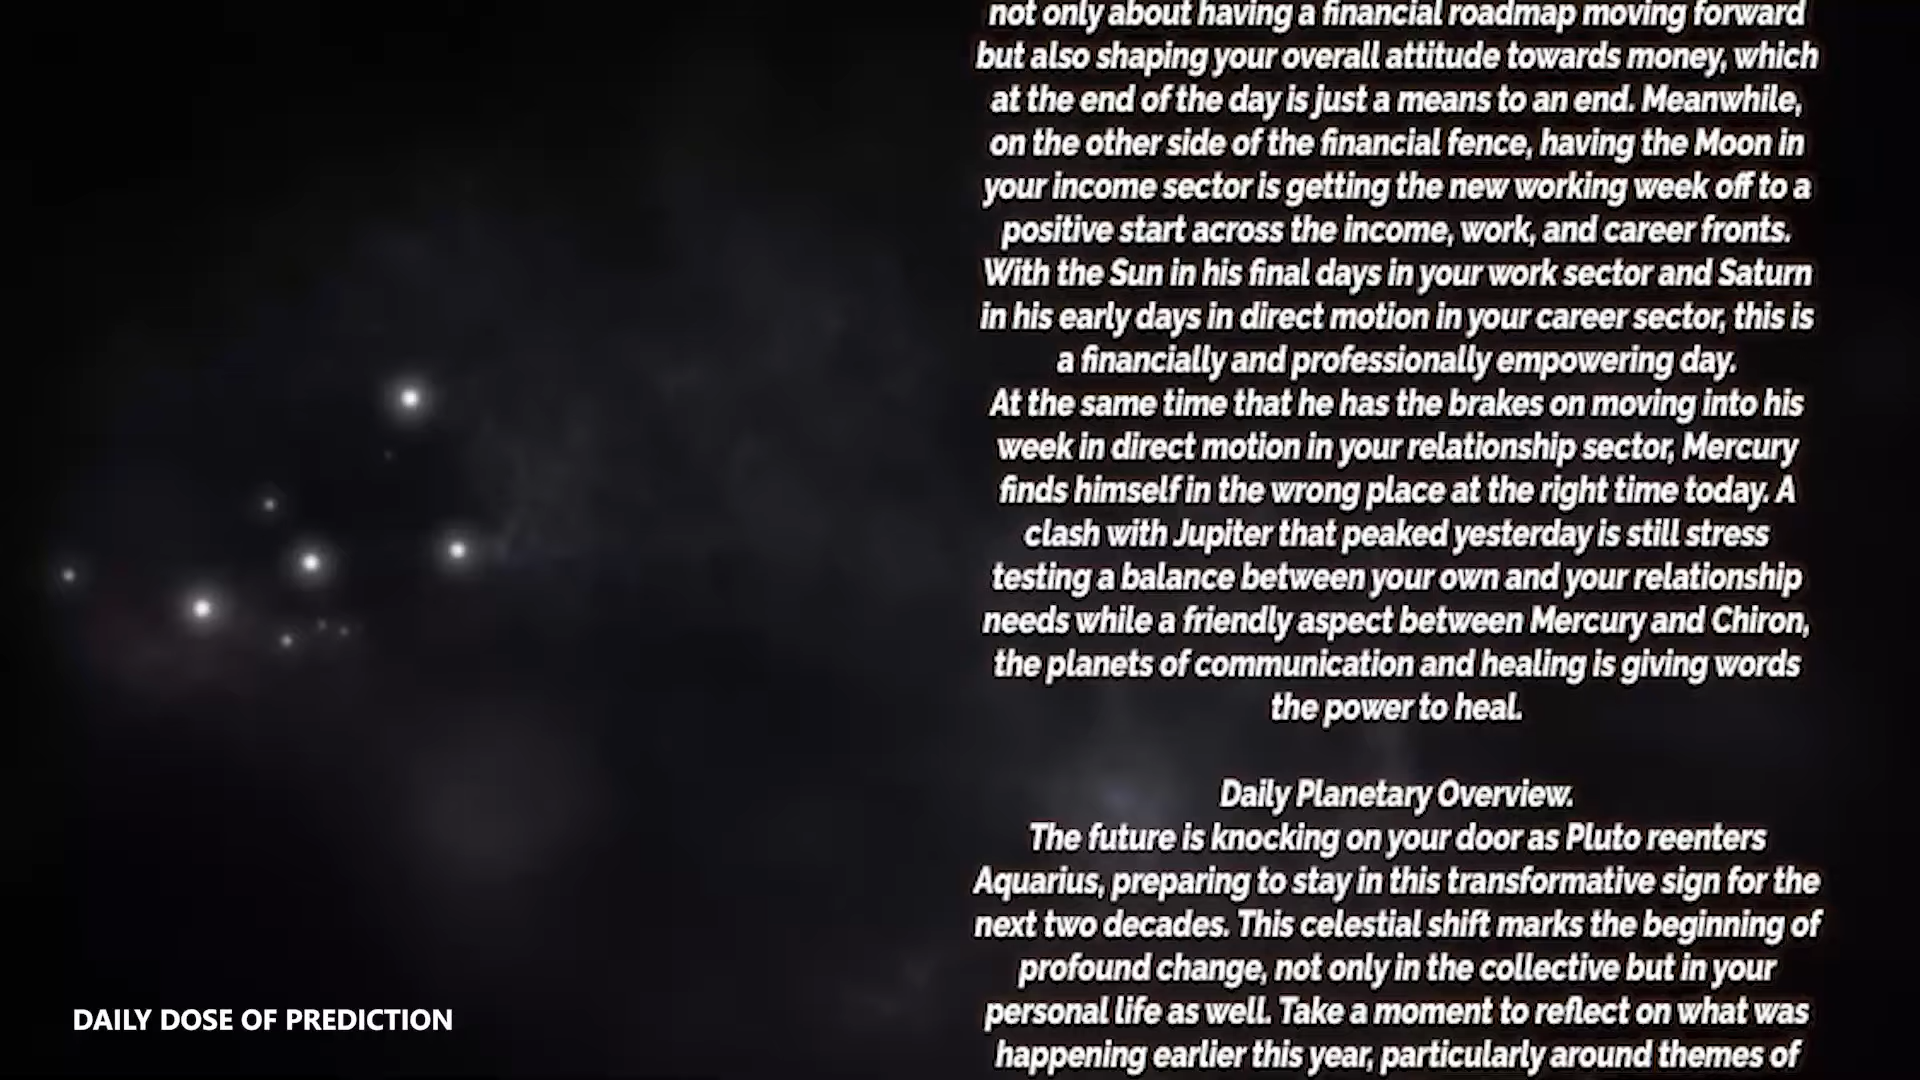 not only about having a financial roadmap moving forward
but also shaping your overall attitude towards money, which
at the end of the day is just a means to an end. Meanwhile,
on the other side of the financial fence, having the Moon in
your income sector is getting the new working week off to a
positive start across the income, work, and career fronts.
With the Sun in his final days in your work sector and Saturn
in his early days in direct motion in your career sector, this is
a financially and professionally empowering day.
At the same time that he has the brakes on moving into his
week in direct motion in your relationship sector, Mercury
finds himself in the wrong place at the right time today. A
clash with Jupiter that peaked yesterday is still stress
testing a balance between your own and your relationship
needs while a friendly aspect between Mercury and Chiron,
the planets of communication and healing is giving words
the power to heal.
Daily Planetary Overview.
The future is knocking on your door as Pluto reenters
Aquarius, preparing to stay in this transformative sign for the
next two decades. This celestial shift marks the beginning of
profound change, not only in the collective but in your
personal life as well. Take a moment to reflect on what was
happening earlier this year, particularly around themes of
DAILY DOSE OF PREDICTION